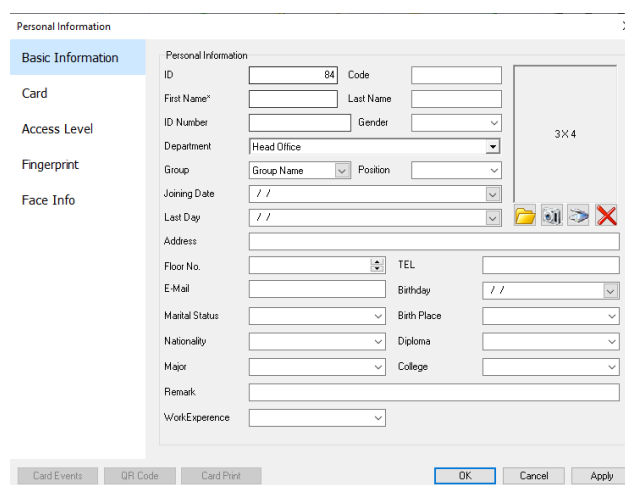 Personal Information
Basic Information
Card
Access Level
Fingerprint
Face Info
Personal Information
ID 84 Code
First Name* Last Name
ID Number Gender
3X4
Department Head Office
Group Group Name Position
Joining Date / /
Last Day / /
Address
Floor No. TEL
E-Mail Birthday / /
Marital Status Birth Place
Nationality Diploma
Major College
Remark
WorkExperence
Card Events QR Code Card Print OK Cancel Apply